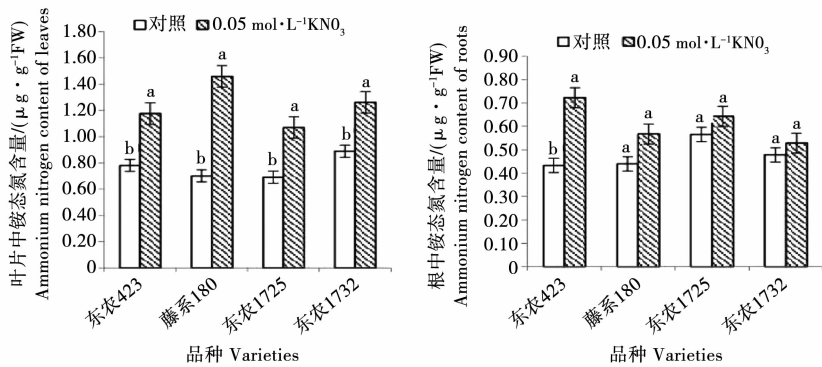 叶片中铵态氮含量/(μg·g⁻¹FW)
Ammonium nitrogen content of leaves
对照 0.05 mol·L⁻¹KN0₃
1.80
1.60
1.40
1.20
1.00
0.80
0.60
0.40
0.20
0
b a
b a
b a
b a
东农423 藤系180 东农1725 东农1732
品种 Varieties
根中铵态氮含量/(μg·g⁻¹FW)
Ammonium nitrogen content of roots
对照 0.05 mol·L⁻¹KN0₃
0.90
0.80
0.70
0.60
0.50
0.40
0.30
0.20
0.10
0
b a
a a
a a
a a
东农423 藤系180 东农1725 东农1732
品种 Varieties